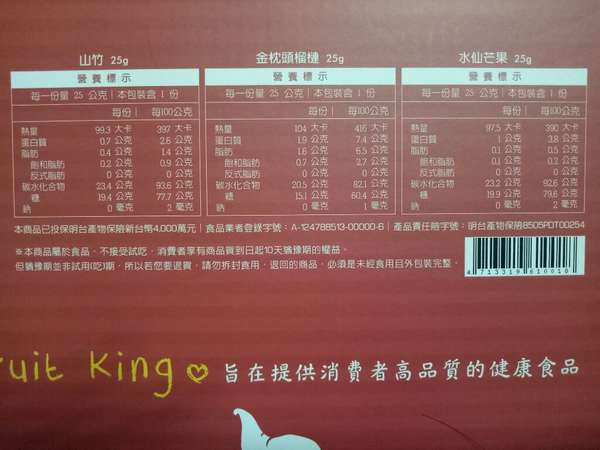 山竹 25g
營養標示
每一份量 25 公克 本包裝含 1 份
每份 每100公克
熱量 99.3 大卡 397 大卡
蛋白質 0.7 公克 2.6 公克
脂肪 0.4 公克 1.4 公克
飽和脂肪 0.2 公克 0.9 公克
反式脂肪 0 公克 0 公克
碳水化合物 23.4 公克 93.6 公克
糖 19.4 公克 77.7 公克
鈉 0 毫克 2 毫克
金枕頭榴槤 25g
營養標示
每一份量 25 公克 本包裝含 1 份
每份 每100公克
熱量 104 大卡 416 大卡
蛋白質 1.9 公克 7.4 公克
脂肪 1.6 公克 6.5 公克
飽和脂肪 0.7 公克 2.7 公克
反式脂肪 0 公克 0 公克
碳水化合物 20.5 公克 82.1 公克
糖 15.1 公克 60.4 公克
鈉 0 毫克 1 毫克
水仙芒果 25g
營養標示
每一份量 25 公克 本包裝含 1 份
每份 每100公克
熱量 97.5 大卡 390 大卡
蛋白質 1 公克 3.8 公克
脂肪 0.1 公克 0.5 公克
飽和脂肪 0.1 公克 0.2 公克
反式脂肪 0 公克 0 公克
碳水化合物 23.2 公克 92.6 公克
糖 19.9 公克 79.6 公克
鈉 0 毫克 2 毫克
本商品已投保明台產物保險新台幣4,000萬元 | 食品業者登錄字號：A-124788513-00000-6 | 產品責任險字號：明台產物保險8505PDT00254
※本商品屬於食品，不接受試吃，消費者享有商品貨到日起10天猶豫期的權益，
但猶豫期並非試用(吃)期，所以若您要退貨，請勿拆封食用，退回的商品，必須是未經食用且外包裝完整。
4713319610010
ruit King 旨在提供消費者高品質的健康食品